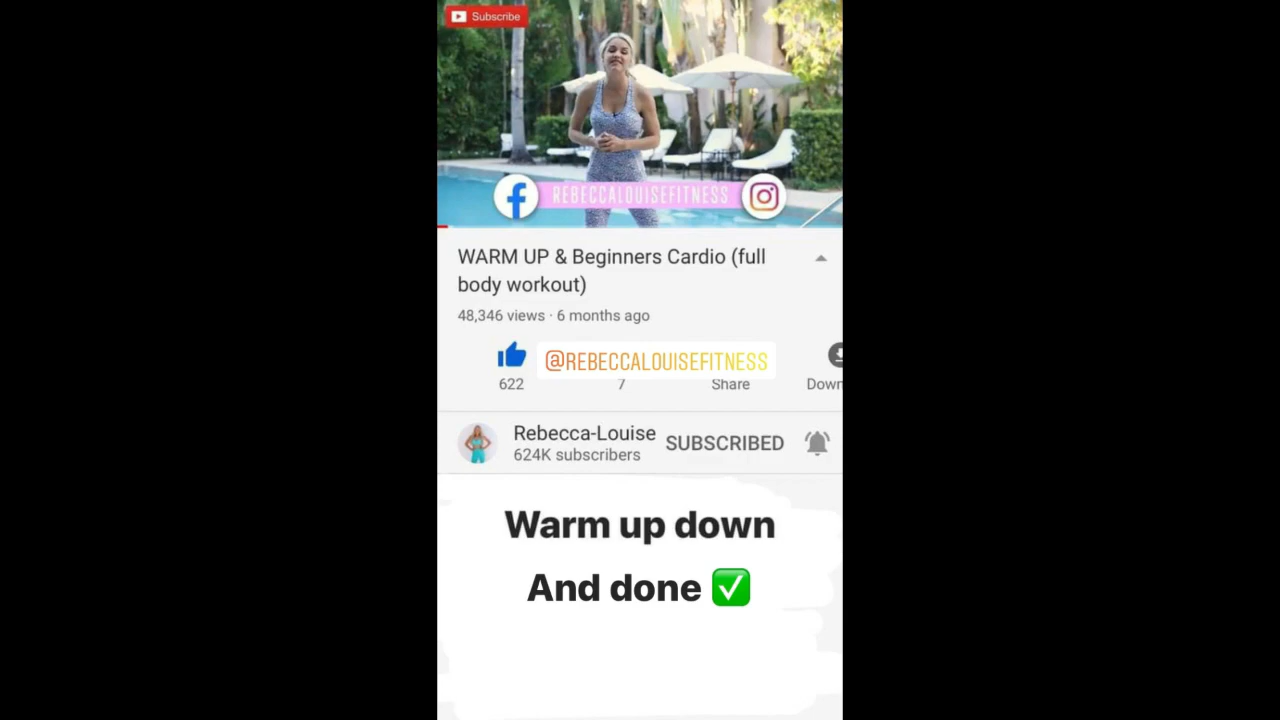 Subscribe
REBECCALOUISEFITNESS
WARM UP & Beginners Cardio (full
body workout)
48,346 views · 6 months ago
@REBECCALOUISEFITNESS
622
7
Share
Down
Rebecca-Louise
624K subscribers
SUBSCRIBED
Warm up down
And done ✅